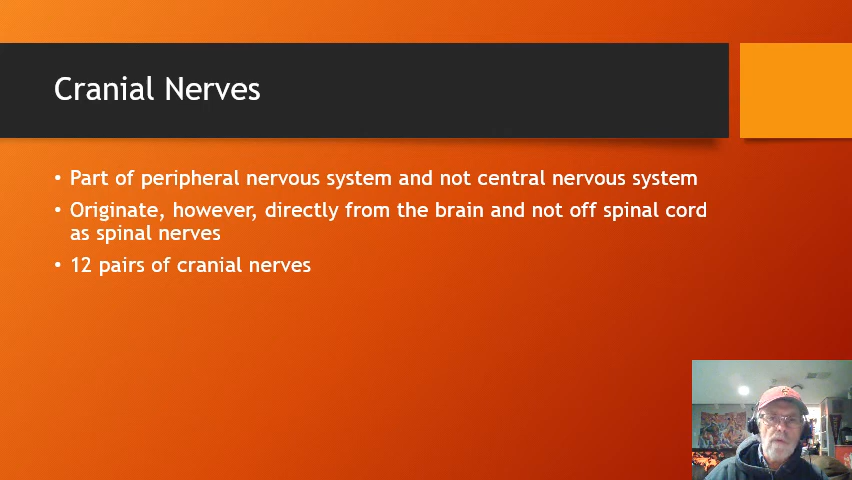 Cranial Nerves
• Part of peripheral nervous system and not central nervous system
• Originate, however, directly from the brain and not off spinal cord
as spinal nerves
• 12 pairs of cranial nerves